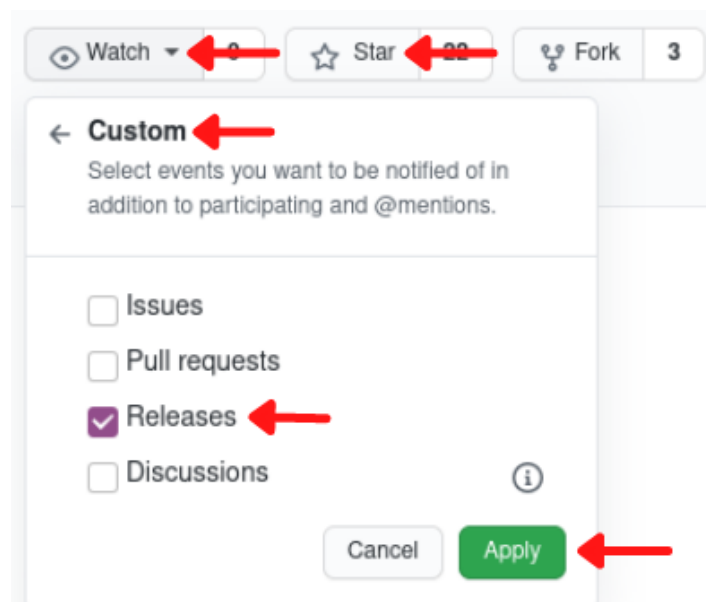 Watch Star 22 Fork 3
Custom
Select events you want to be notified of in
addition to participating and @mentions.
Issues
Pull requests
Releases
Discussions
Cancel Apply